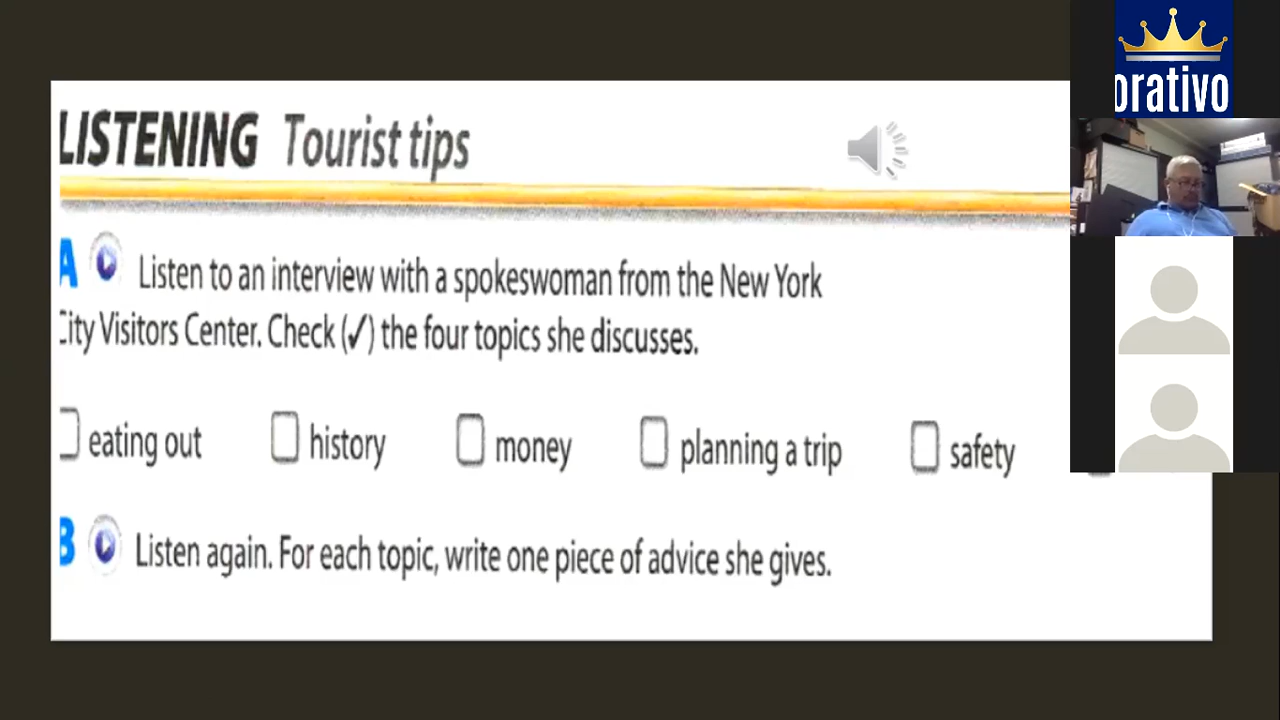 LISTENING Tourist tips
A Listen to an interview with a spokeswoman from the New York
City Visitors Center. Check (✓) the four topics she discusses.
eating out history money planning a trip safety
B Listen again. For each topic, write one piece of advice she gives.
orativo